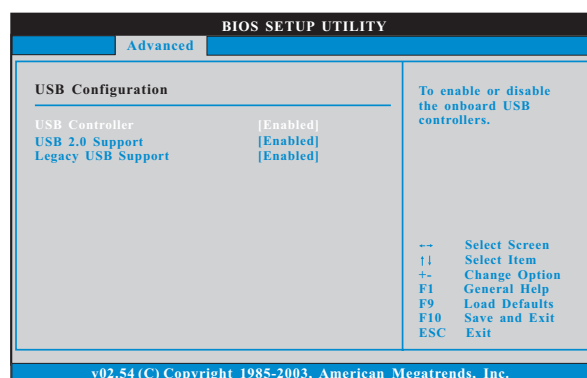 BIOS SETUP UTILITY
Advanced
USB Configuration
USB Controller [Enabled]
USB 2.0 Support [Enabled]
Legacy USB Support [Enabled]
To enable or disable
the onboard USB
controllers.
←→ Select Screen
↑↓ Select Item
+- Change Option
F1 General Help
F9 Load Defaults
F10 Save and Exit
ESC Exit
v02.54 (C) Copyright 1985-2003, American Megatrends, Inc.